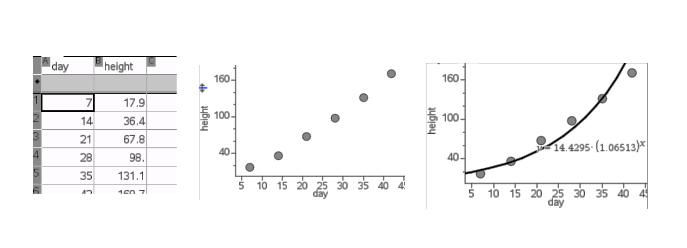 A day B height C
1 7 17.9
2 14 36.4
3 21 67.8
4 28 98.
5 35 131.1
160
100
40
height
5 10 15 20 25 30 35 40
day
160
100
40
height
= 14.4295· (1.06513)ˣ
5 10 15 20 25 30 35 40
day